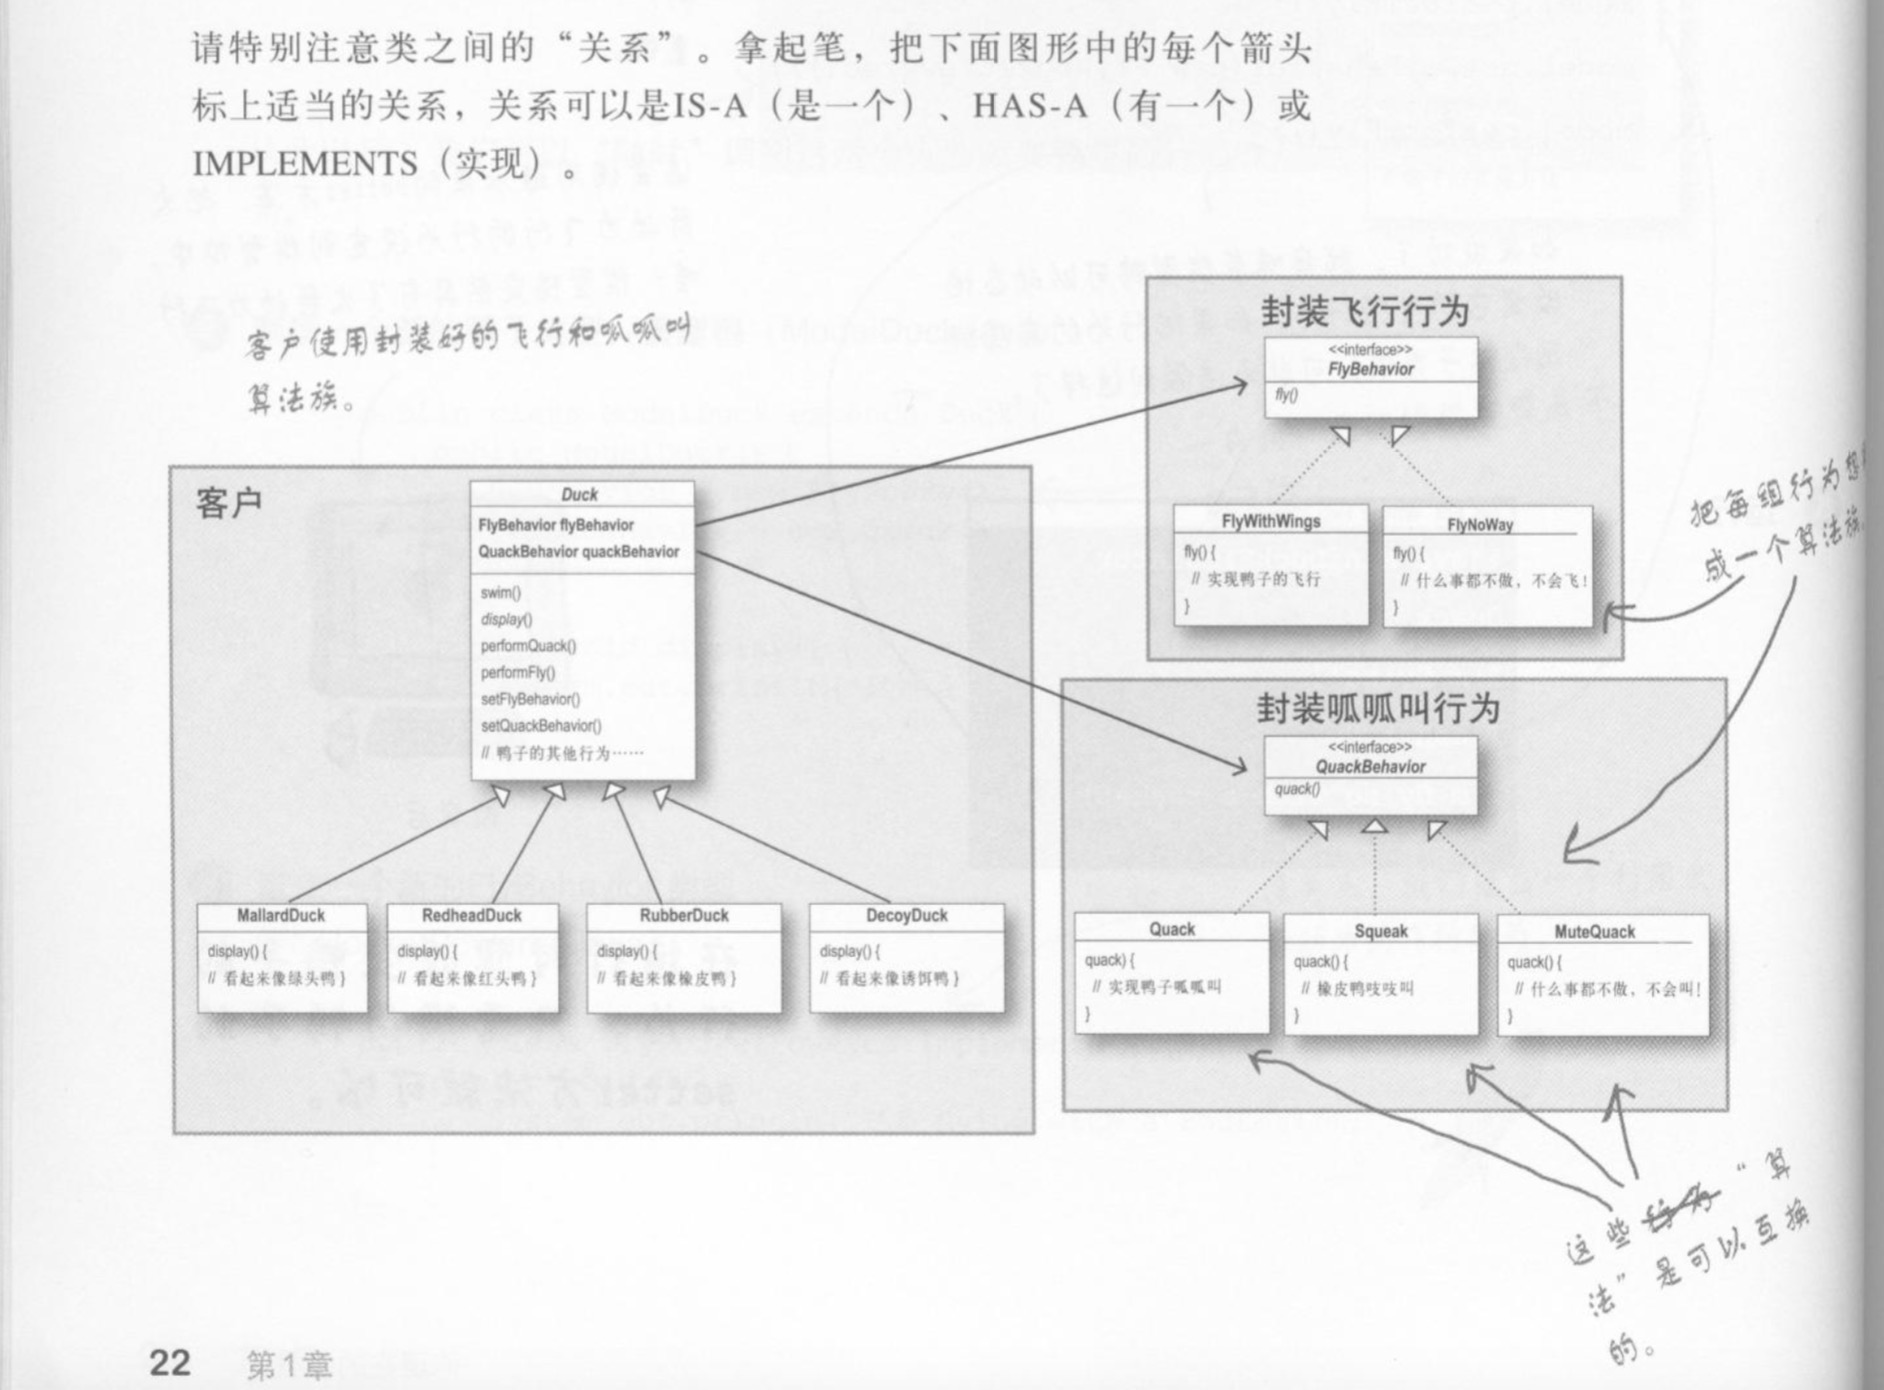 请特别注意类之间的“关系”。拿起笔，把下面图形中的每个箭头
标上适当的关系，关系可以是IS-A（是一个）、HAS-A（有一个）或
IMPLEMENTS（实现）。
客户使用封装好的飞行和呱呱叫
算法族。
客户
Duck
FlyBehavior flyBehavior
QuackBehavior quackBehavior
swim()
display()
performQuack()
performFly()
setFlyBehavior()
setQuackBehavior()
// 鸭子的其他行为……
MallardDuck
display() {
// 看起来像绿头鸭 }
RedheadDuck
display() {
// 看起来像红头鸭 }
RubberDuck
display() {
// 看起来像橡皮鸭 }
DecoyDuck
display() {
// 看起来像诱饵鸭 }
封装飞行行为
<<interface>>
FlyBehavior
fly()
FlyWithWings
fly() {
// 实现鸭子的飞行
}
FlyNoWay
fly() {
// 什么事都不做，不会飞！
}
把每组行为想
成一个算法族
封装呱呱叫行为
<<interface>>
QuackBehavior
quack()
Quack
quack) {
// 实现鸭子呱呱叫
}
Squeak
quack() {
// 橡皮鸭吱吱叫
}
MuteQuack
quack() {
// 什么事都不做，不会叫！
}
这些行为“算
法”是可以互换
的。
22 第1章